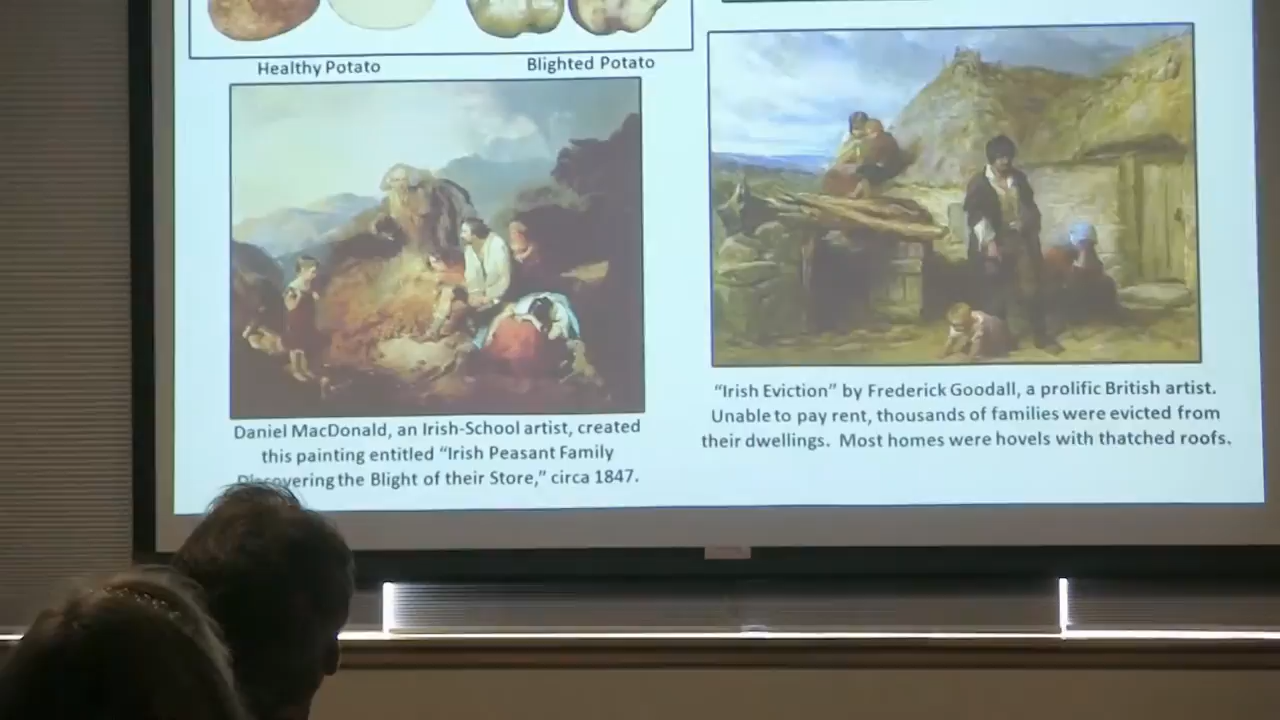 Healthy Potato
Blighted Potato
Daniel MacDonald, an Irish-School artist, created
this painting entitled “Irish Peasant Family
Discovering the Blight of their Store,” circa 1847.
“Irish Eviction” by Frederick Goodall, a prolific British artist.
Unable to pay rent, thousands of families were evicted from
their dwellings. Most homes were hovels with thatched roofs.